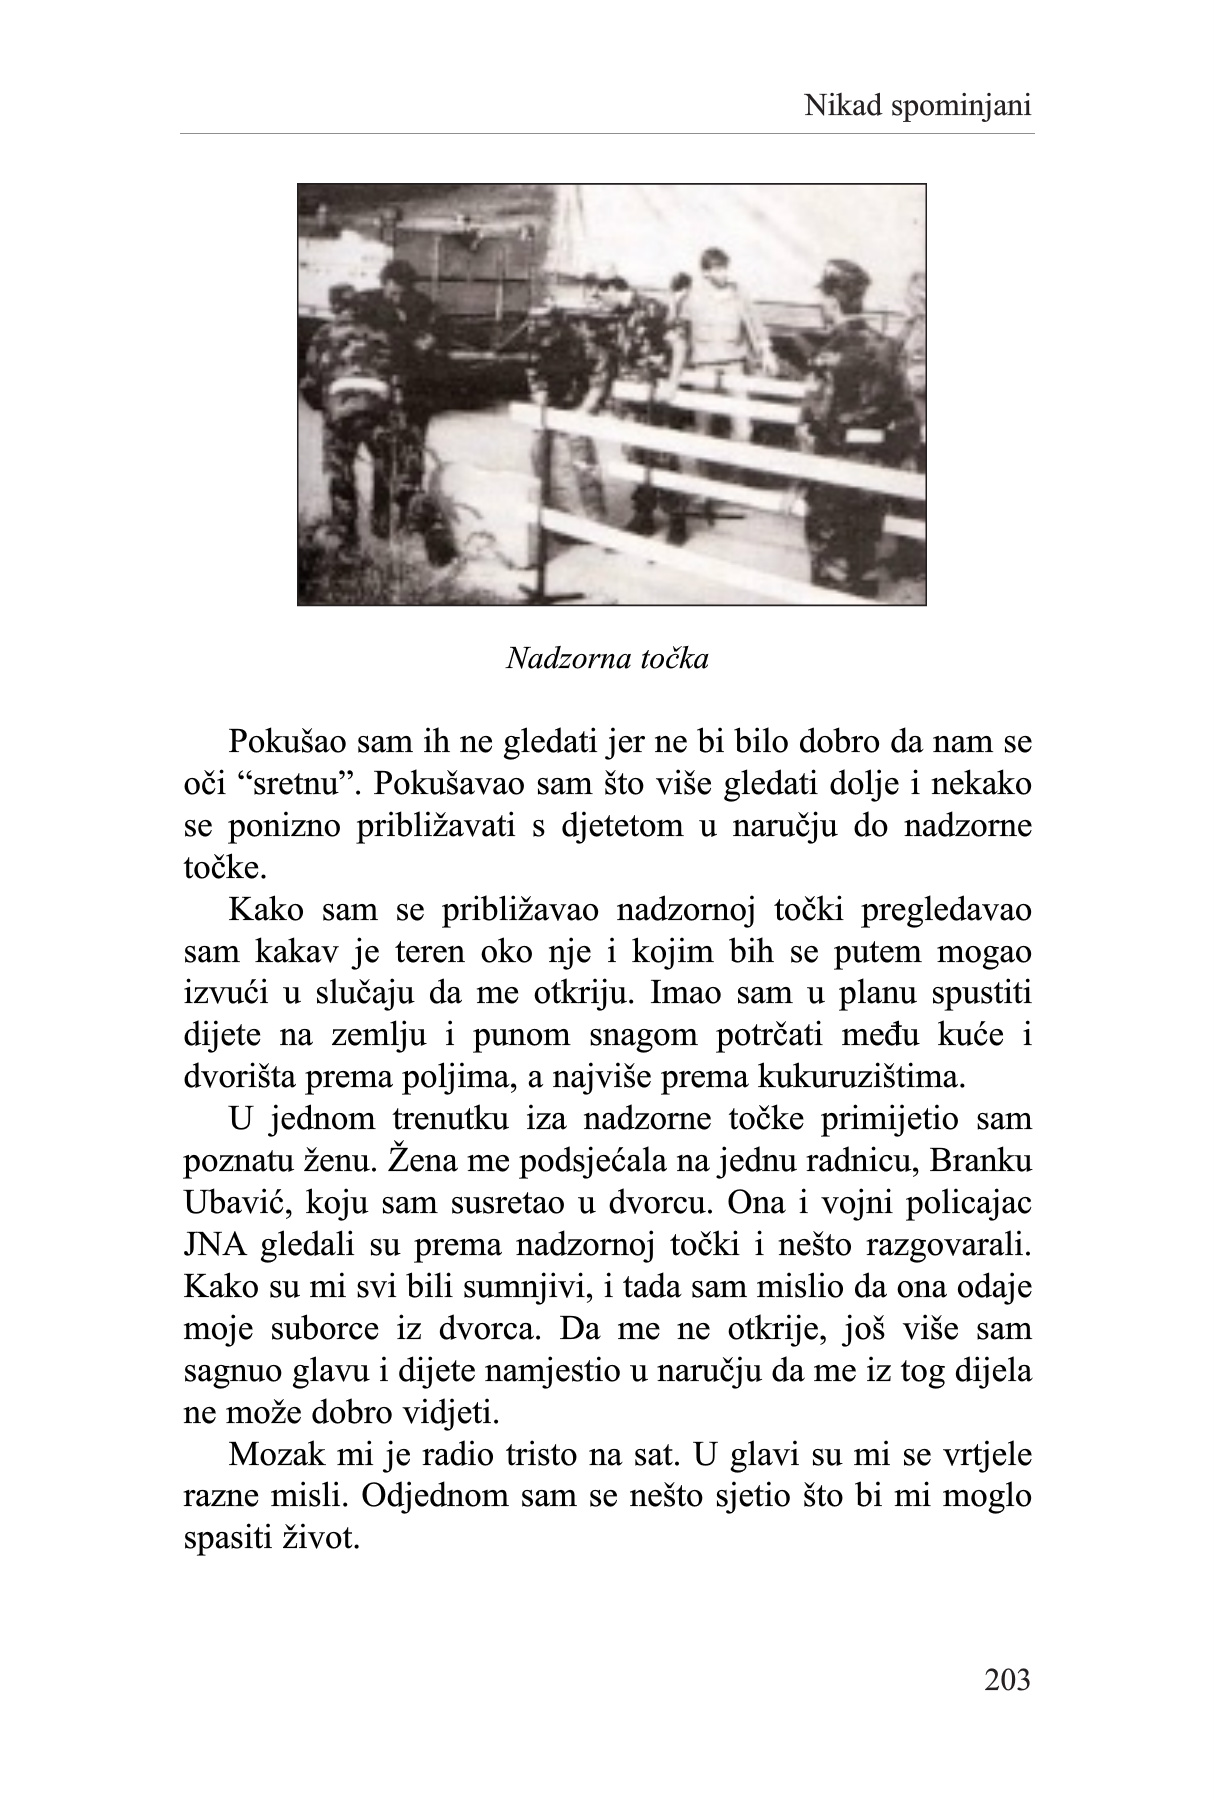 Nikad spominjani
Nadzorna točka
Pokušao sam ih ne gledati jer ne bi bilo dobro da nam se
oči “sretnu”. Pokušavao sam što više gledati dolje i nekako
se ponizno približavati s djetetom u naručju do nadzorne
točke.
Kako sam se približavao nadzornoj točki pregledavao
sam kakav je teren oko nje i kojim bih se putem mogao
izvući u slučaju da me otkriju. Imao sam u planu spustiti
dijete na zemlju i punom snagom potrčati među kuće i
dvorišta prema poljima, a najviše prema kukuruzištima.
U jednom trenutku iza nadzorne točke primijetio sam
poznatu ženu. Žena me podsjećala na jednu radnicu, Branku
Ubavić, koju sam susretao u dvorcu. Ona i vojni policajac
JNA gledali su prema nadzornoj točki i nešto razgovarali.
Kako su mi svi bili sumnjivi, i tada sam mislio da ona odaje
moje suborce iz dvorca. Da me ne otkrije, još više sam
sagnuo glavu i dijete namjestio u naručju da me iz tog dijela
ne može dobro vidjeti.
Mozak mi je radio tristo na sat. U glavi su mi se vrtjele
razne misli. Odjednom sam se nešto sjetio što bi mi moglo
spasiti život.
203